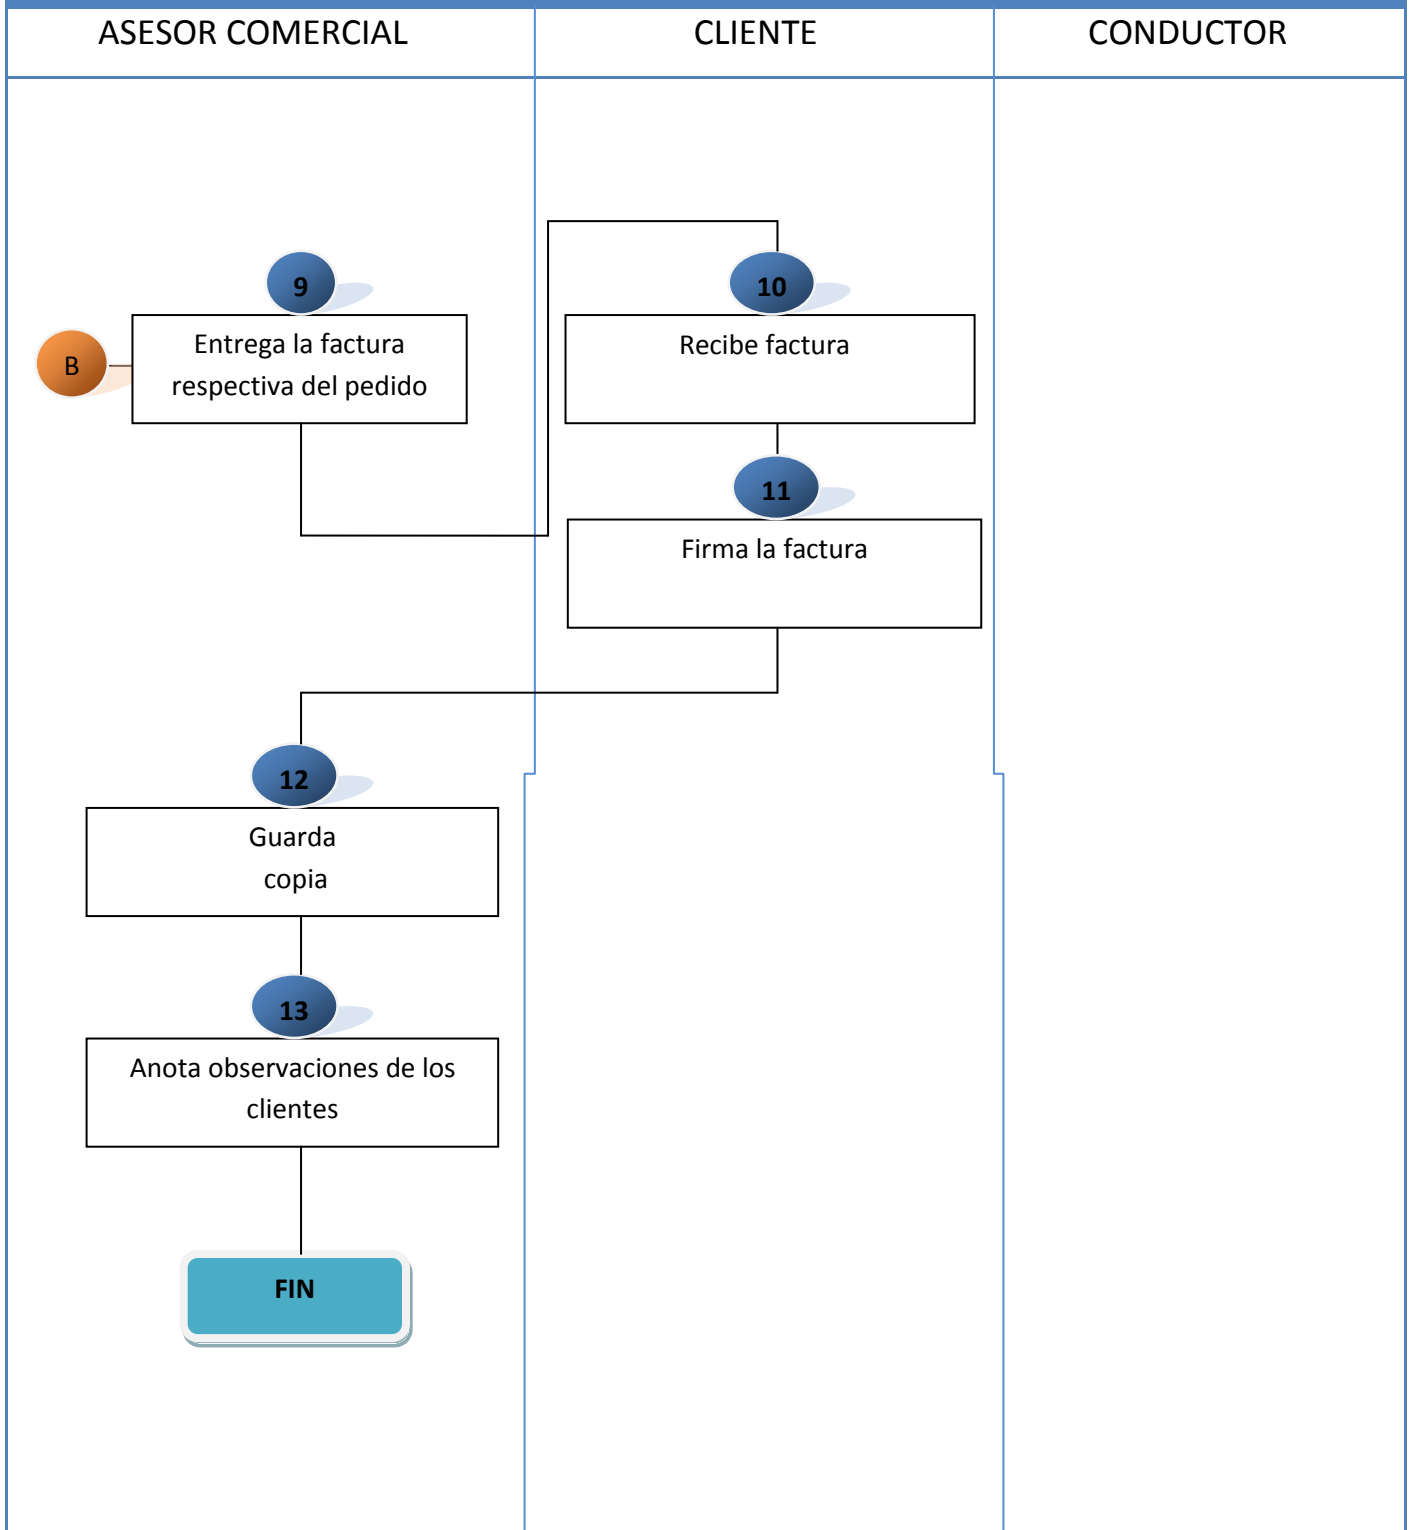 ASESOR COMERCIAL
CLIENTE
CONDUCTOR
9
10
B
Entrega la factura
respectiva del pedido
Recibe factura
11
Firma la factura
12
Guarda
copia
13
Anota observaciones de los
clientes
FIN